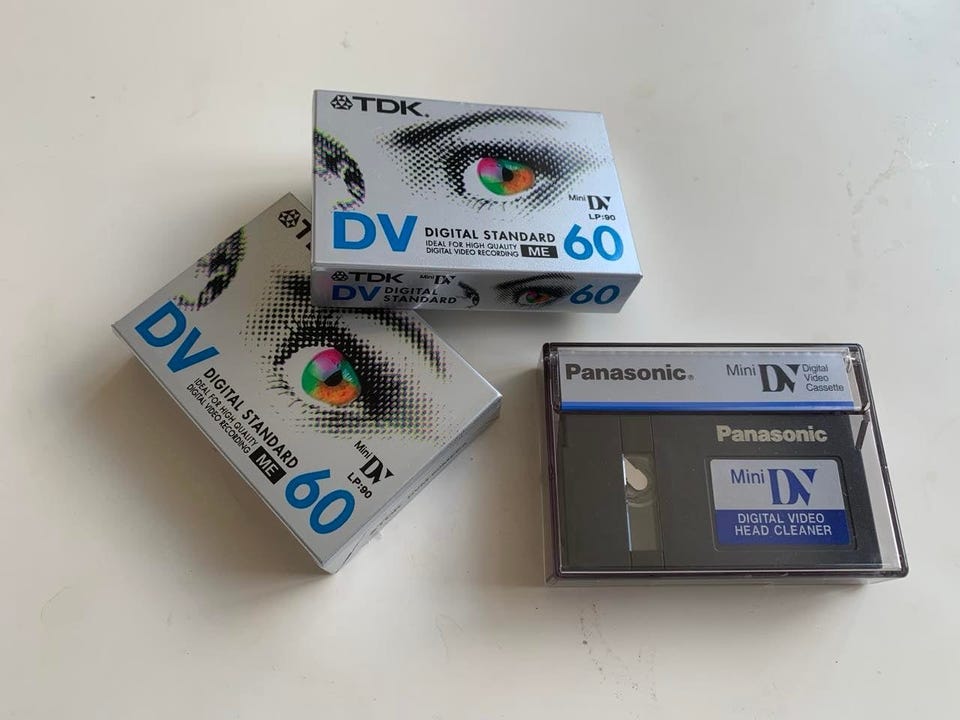 TDK
Mini DV
LP:90
DV DIGITAL STANDARD
IDEAL FOR HIGH QUALITY
DIGITAL VIDEO RECORDING ME
60
TDK Mini DV
DV DIGITAL
STANDARD
60
DV DIGITAL STANDARD
IDEAL FOR HIGH QUALITY
DIGITAL VIDEO RECORDING ME
Mini DV
LP:90
60
Panasonic
Mini DV Digital
Video
Cassette
Panasonic
Mini DV
DIGITAL VIDEO
HEAD CLEANER